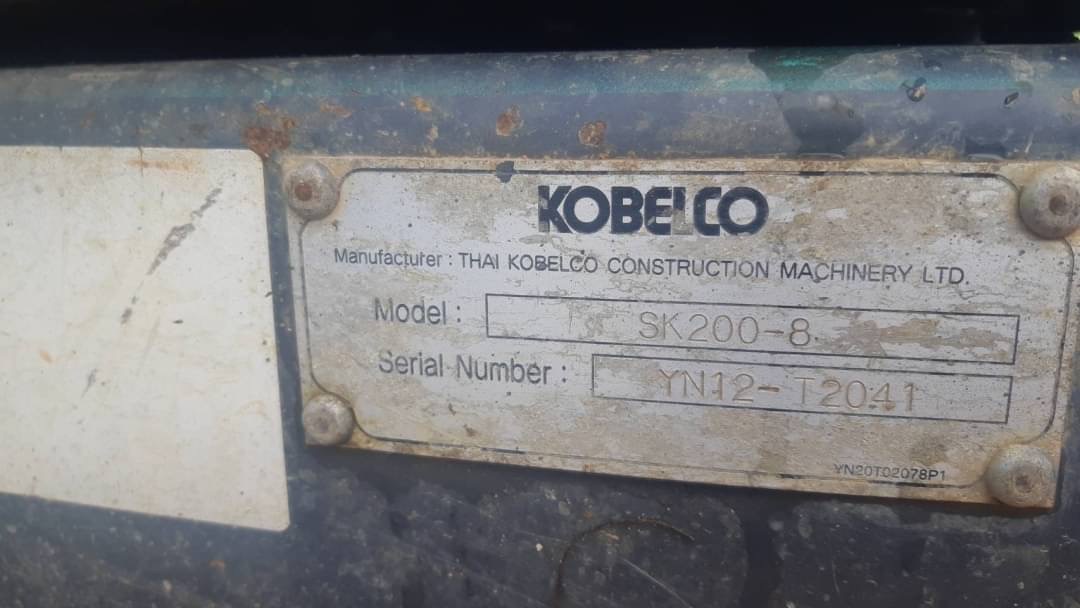 KOBELCO
Manufacturer : THAI KOBELCO CONSTRUCTION MACHINERY LTD.
Model : SK200-8
Serial Number : YN12-T2041
YN20T02078P1